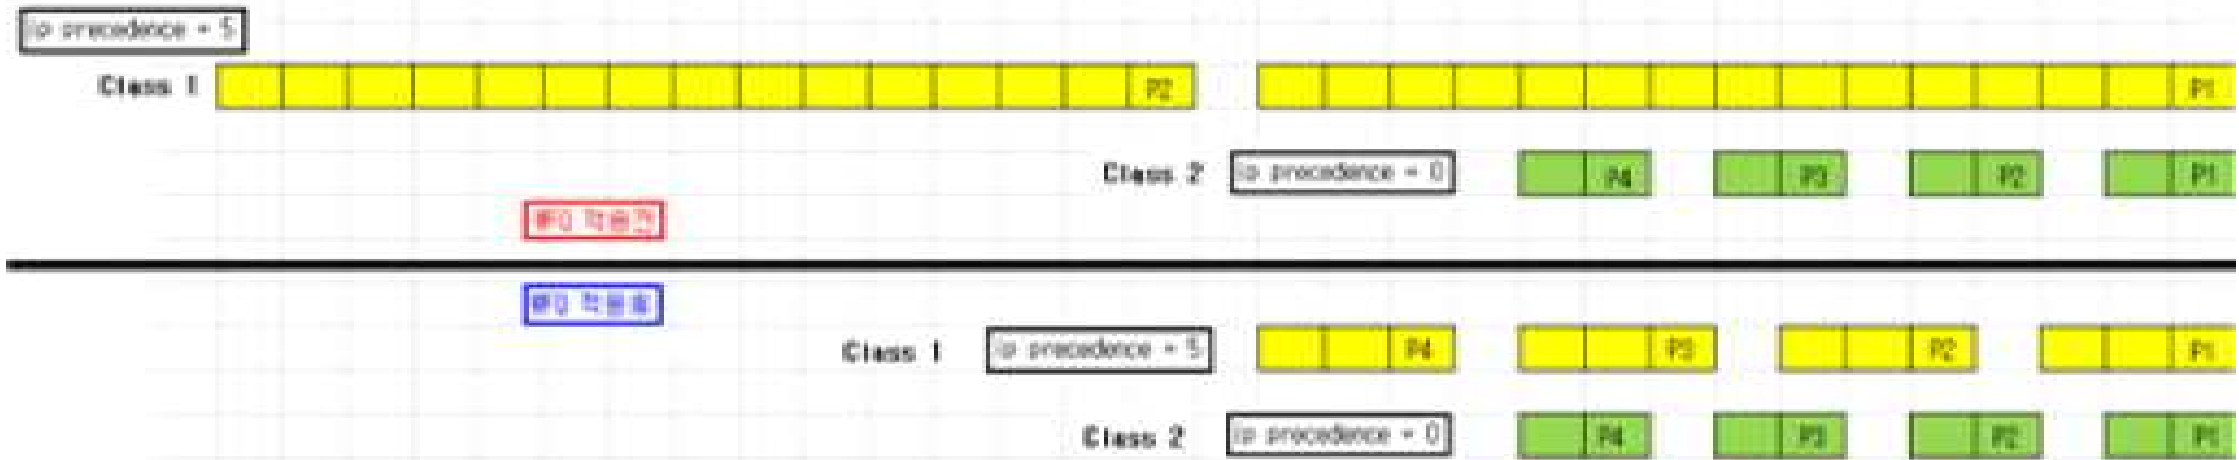 ip precedence = 5
Class 1
P2
P1
Class 2
ip precedence = 0
P4
P3
P2
P1
Class 1
ip precedence = 5
P4
P3
P2
P1
Class 2
ip precedence = 0
P4
P3
P2
P1